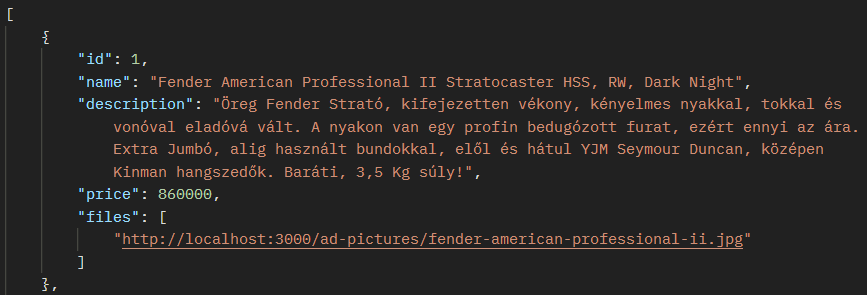 [
{
"id": 1,
"name": "Fender American Professional II Stratocaster HSS, RW, Dark Night",
"description": "Öreg Fender Strató, kifejezetten vékony, kényelmes nyakkal, tokkal és
vonóval eladóvá vált. A nyakon van egy profin bedugózott furat, ezért ennyi az ára.
Extra Jumbó, alig használt bundokkal, elől és hátul YJM Seymour Duncan, középen
Kinman hangszedők. Baráti, 3,5 Kg súly!",
"price": 860000,
"files": [
"http://localhost:3000/ad-pictures/fender-american-professional-ii.jpg"
]
},